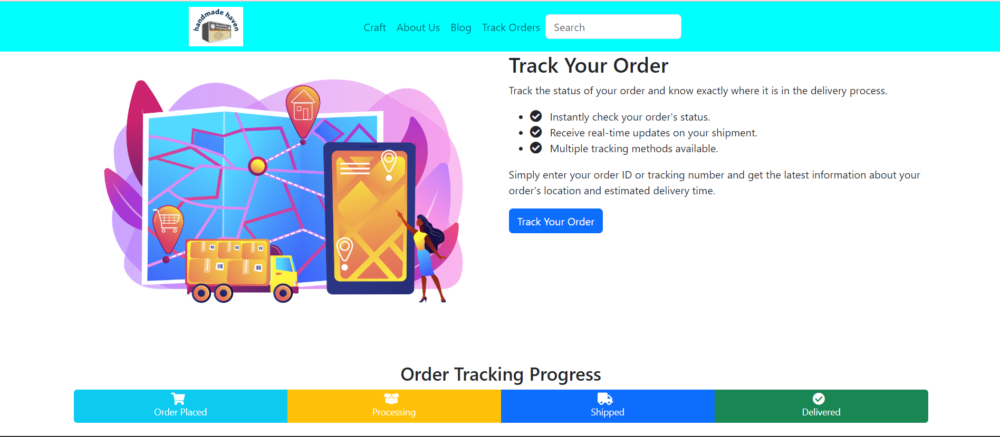 handmade haven
Craft About Us Blog Track Orders Search
Track Your Order
Track the status of your order and know exactly where it is in the delivery process.
Instantly check your order's status.
Receive real-time updates on your shipment.
Multiple tracking methods available.
Simply enter your order ID or tracking number and get the latest information about your
order's location and estimated delivery time.
Track Your Order
Order Tracking Progress
Order Placed Processing Shipped Delivered